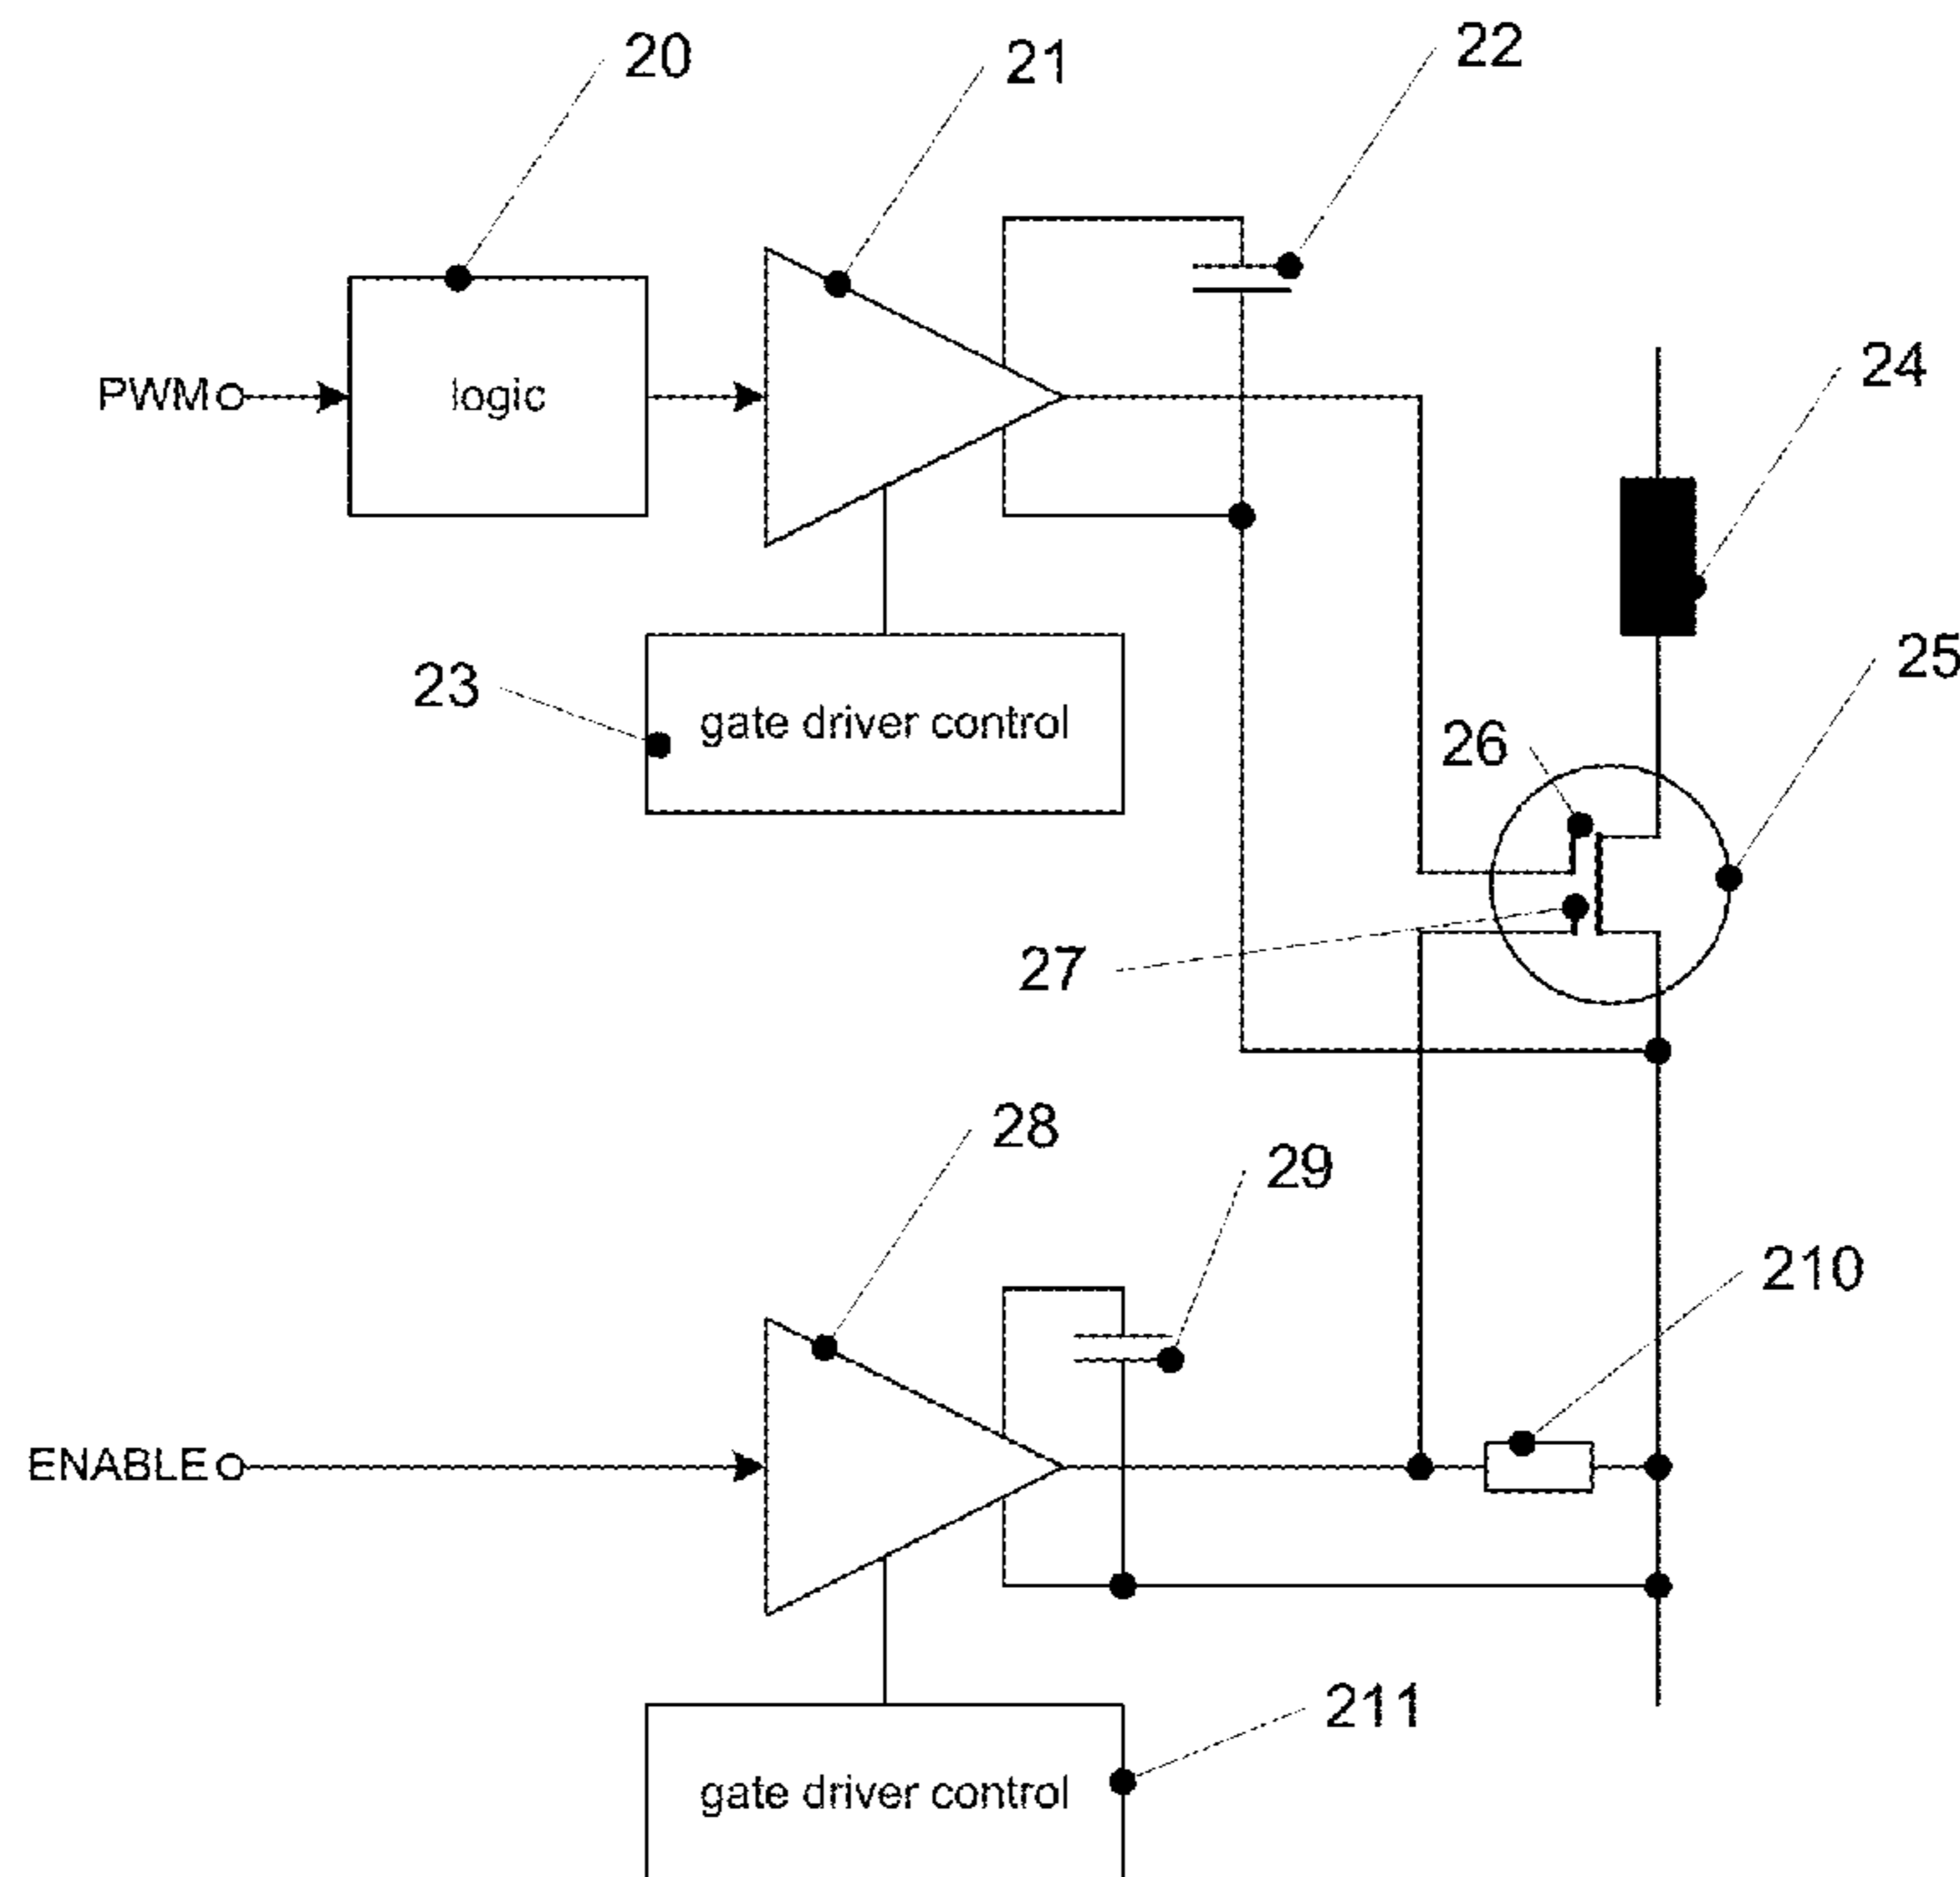 20
21
22
PWM
logic
24
23
gate driver control
25
26
27
28
29
210
ENABLE
211
gate driver control